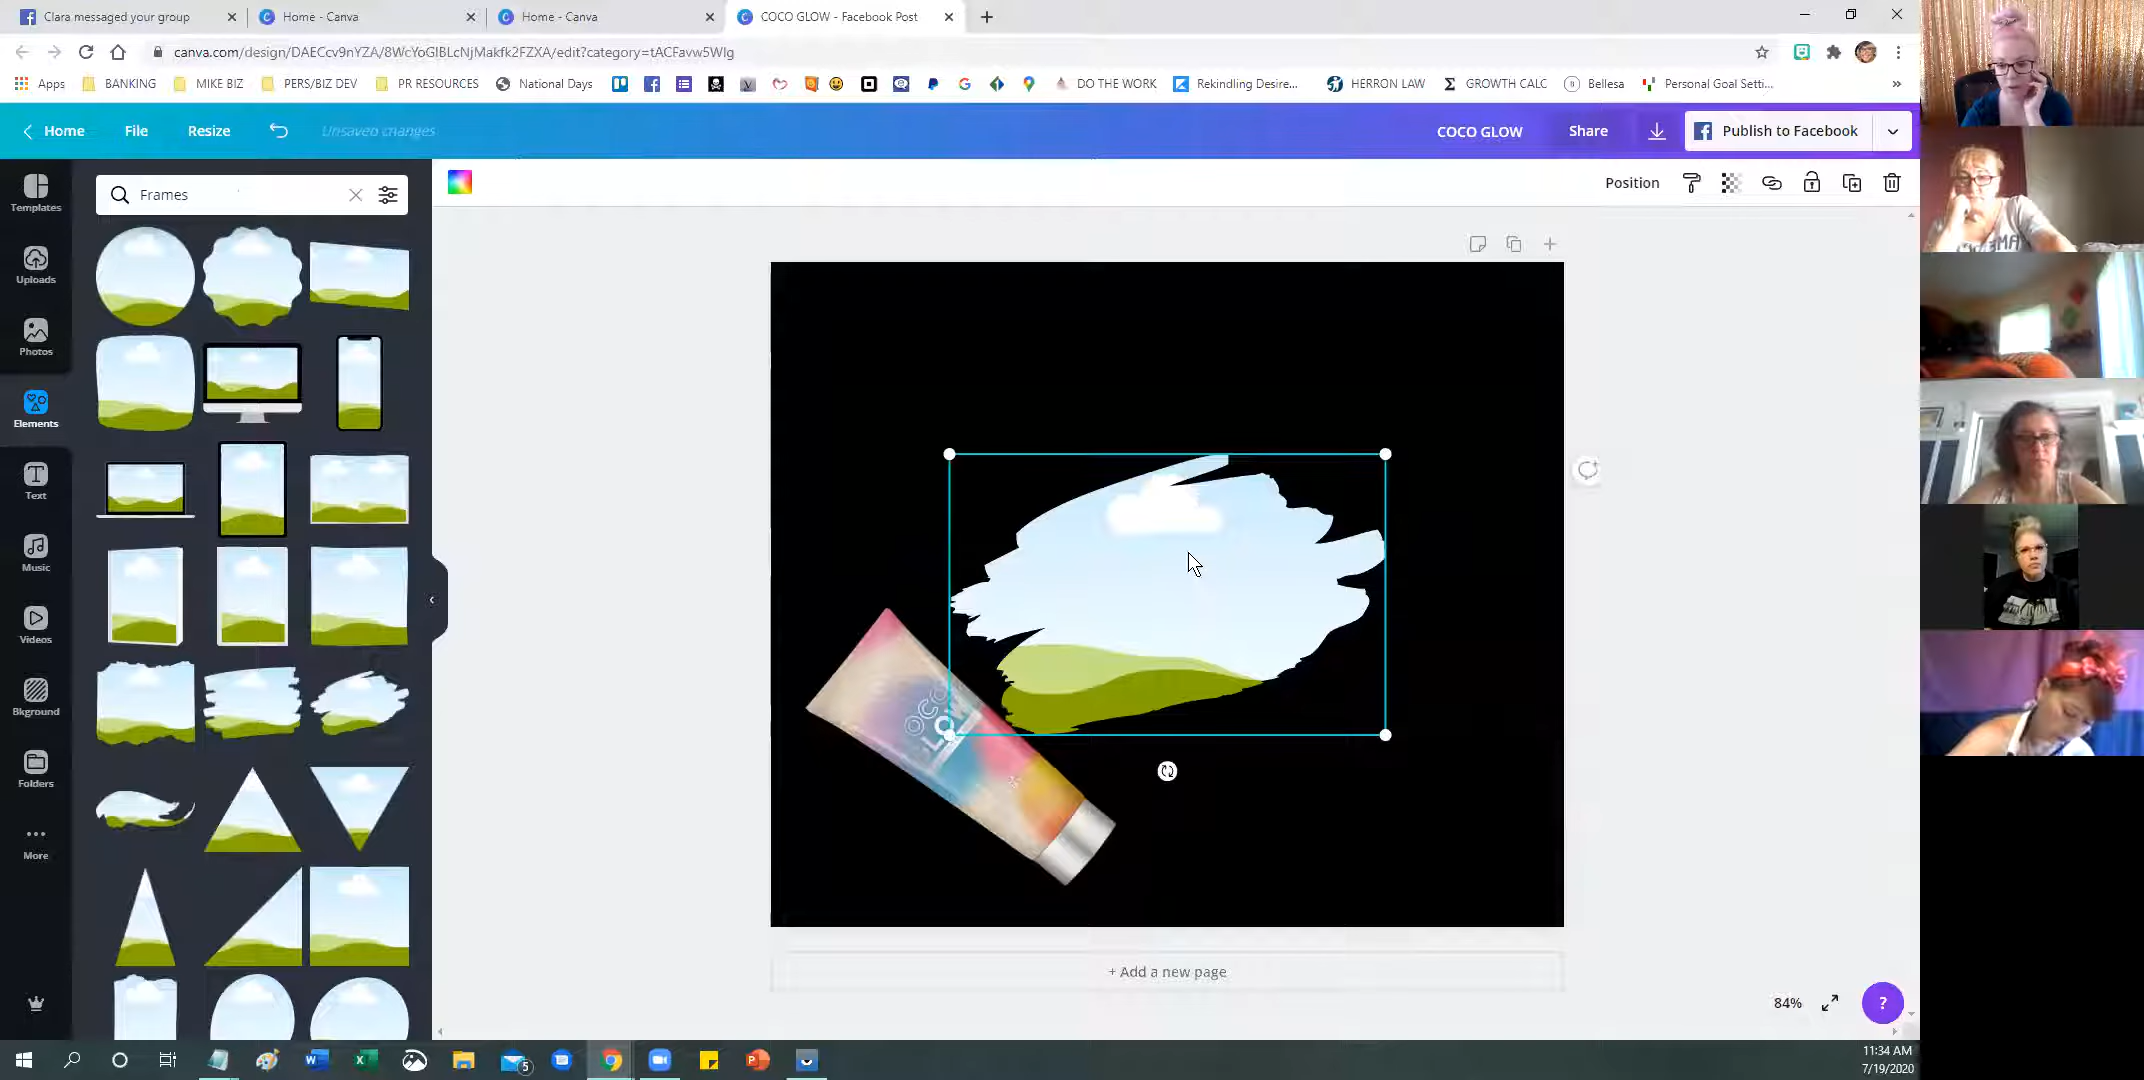 Clara messaged your group
Home - Canva
Home - Canva
COCO GLOW - Facebook Post
canva.com/design/DAECcv9nYZA/8WcYoGIBLcNjMakfk2FZXA/edit?category=tACFavw5WIg
Apps
BANKING
MIKE BIZ
PERS/BIZ DEV
PR RESOURCES
National Days
DO THE WORK
Rekindling Desire...
HERRON LAW
GROWTH CALC
Bellesa
Personal Goal Setti...
Home
File
Resize
Unsaved changes
COCO GLOW
Share
Publish to Facebook
Templates
Frames
Position
Uploads
Photos
Elements
Text
Music
Videos
Bkground
Folders
More
+ Add a new page
84%
?
5
11:34 AM
7/19/2020